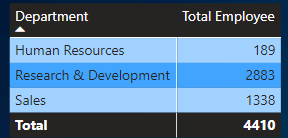 Department Total Employee
Human Resources 189
Research & Development 2883
Sales 1338
Total 4410